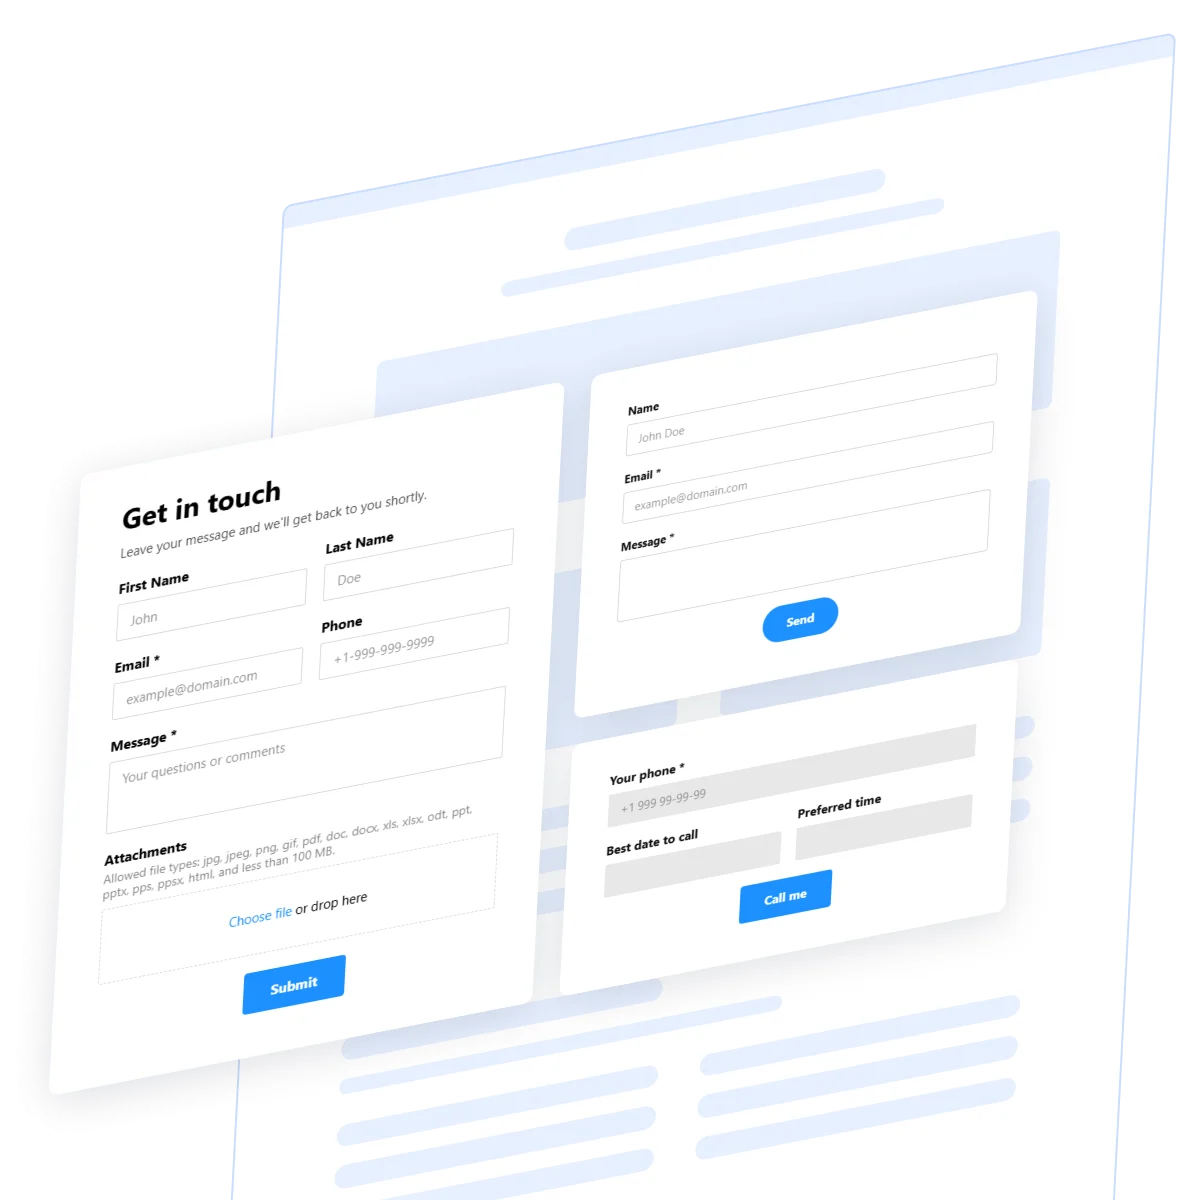 Get in touch
Leave your message and we'll get back to you shortly.
First Name
Last Name
John
Doe
Email *
Phone
example@domain.com
+1-999-999-9999
Message *
Your questions or comments
Attachments
Allowed file types: jpg, jpeg, png, gif, pdf, doc, docx, xls, xlsx, odt, ppt,
pptx, pps, ppsx, html, and less than 100 MB.
Choose file or drop here
Submit
Name
John Doe
Email *
example@domain.com
Message *
Send
Your phone *
+1 999 99-99-99
Best date to call
Preferred time
Call me